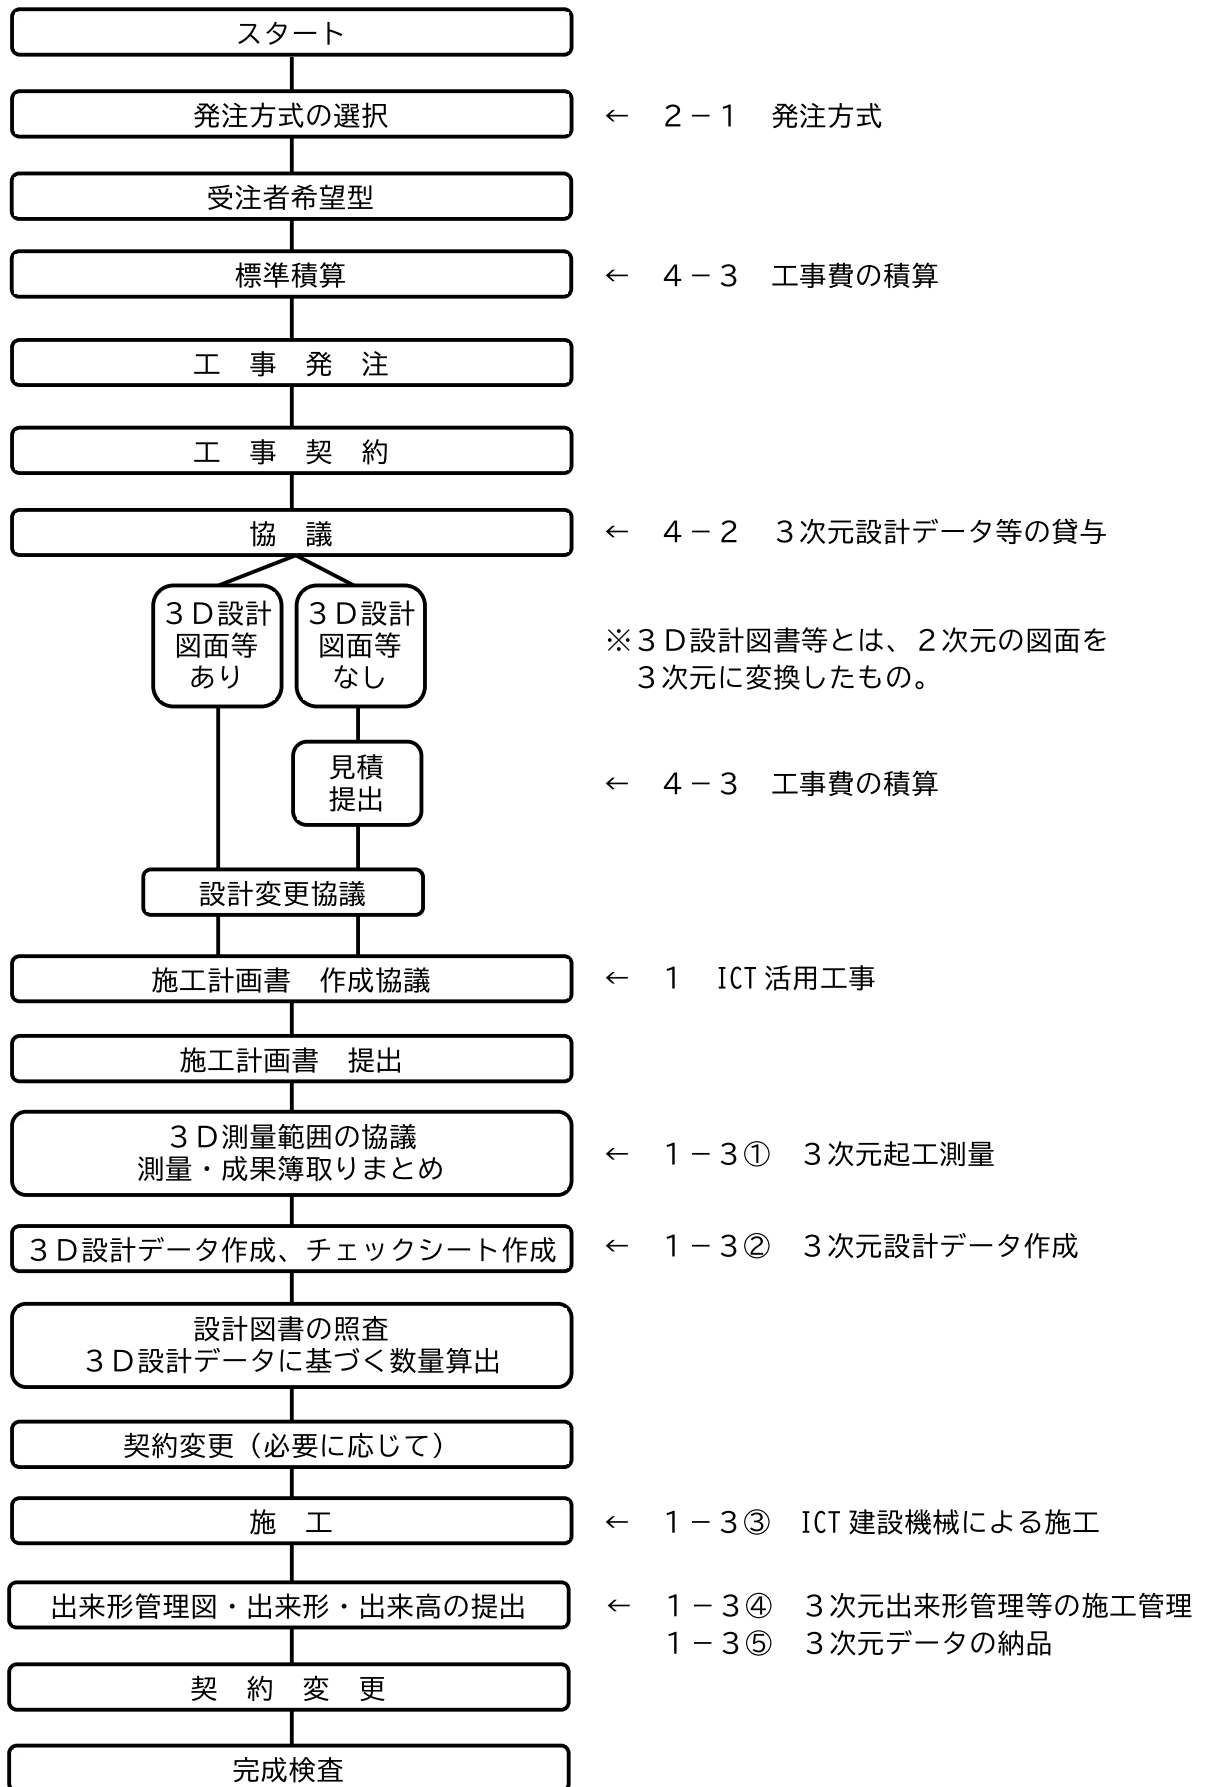 スタート
発注方式の選択
← ２－１　発注方式
受注者希望型
標準積算
← ４－３　工事費の積算
工　事　発　注
工　事　契　約
協　議
← ４－２　３次元設計データ等の貸与
３Ｄ設計
図面等
あり
３Ｄ設計
図面等
なし
※３Ｄ設計図書等とは、２次元の図面を
３次元に変換したもの。
見積
提出
← ４－３　工事費の積算
設計変更協議
施工計画書　作成協議
← １　ICT活用工事
施工計画書　提出
３Ｄ測量範囲の協議
測量・成果簿取りまとめ
← １－３①　３次元起工測量
３Ｄ設計データ作成、チェックシート作成
← １－３②　３次元設計データ作成
設計図書の照査
３Ｄ設計データに基づく数量算出
契約変更（必要に応じて）
施　工
← １－３③　ICT建設機械による施工
出来形管理図・出来形・出来高の提出
← １－３④　３次元出来形管理等の施工管理
１－３⑤　３次元データの納品
契　約　変　更
完成検査